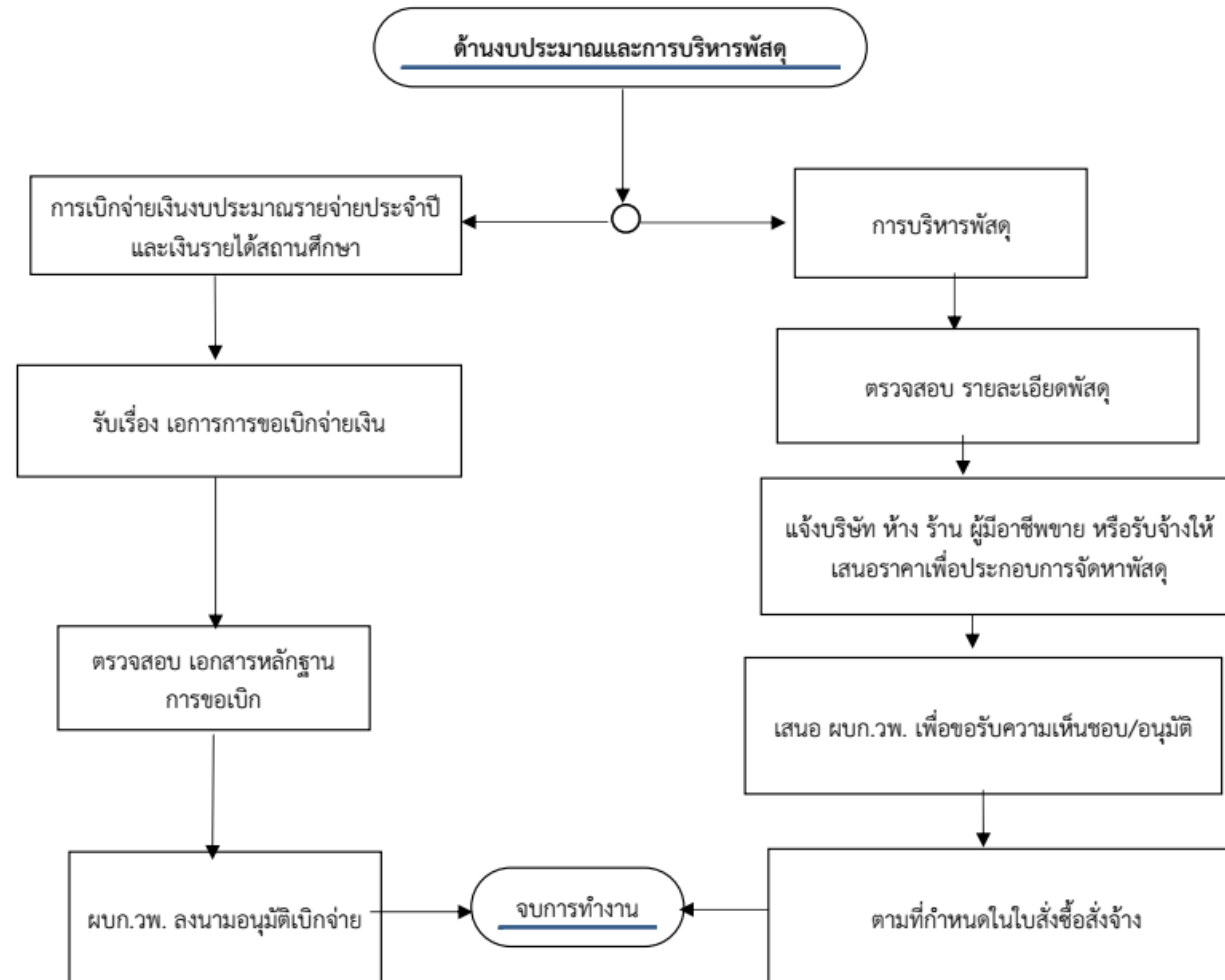 ด้านงบประมาณและการบริหารพัสดุ
การเบิกจ่ายเงินงบประมาณรายจ่ายประจำปี
และเงินรายได้สถานศึกษา
รับเรื่อง เอการการขอเบิกจ่ายเงิน
ตรวจสอบ เอกสารหลักฐาน
การขอเบิก
ผบก.วพ. ลงนามอนุมัติเบิกจ่าย
การบริหารพัสดุ
ตรวจสอบ รายละเอียดพัสดุ
แจ้งบริษัท ห้าง ร้าน ผู้มีอาชีพขาย หรือรับจ้างให้
เสนอราคาเพื่อประกอบการจัดหาพัสดุ
เสนอ ผบก.วพ. เพื่อขอรับความเห็นชอบ/อนุมัติ
ตามที่กำหนดในใบสั่งซื้อสั่งจ้าง
จบการทำงาน